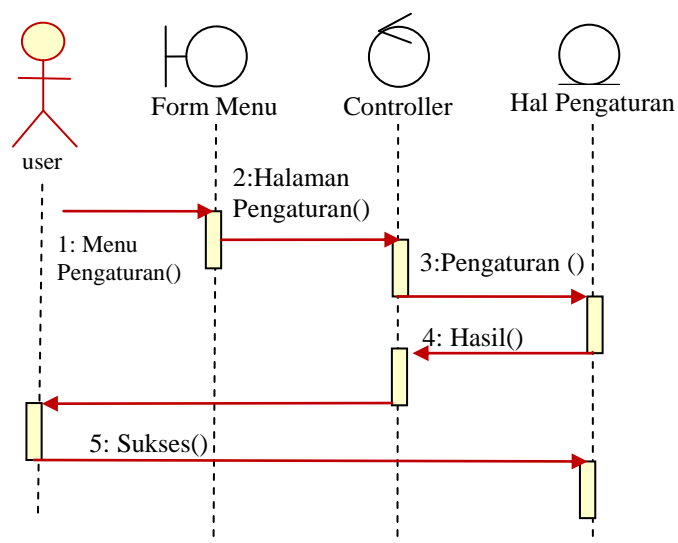 Form Menu
Controller
Hal Pengaturan
user
2:Halaman
Pengaturan()
1: Menu
Pengaturan()
3:Pengaturan ()
4: Hasil()
5: Sukses()